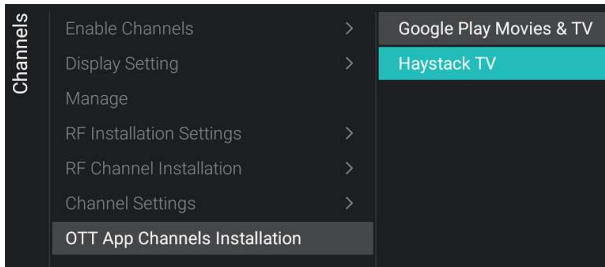 Channels
Enable Channels
Display Setting
Manage
RF Installation Settings
RF Channel Installation
Channel Settings
OTT App Channels Installation
Google Play Movies & TV
Haystack TV